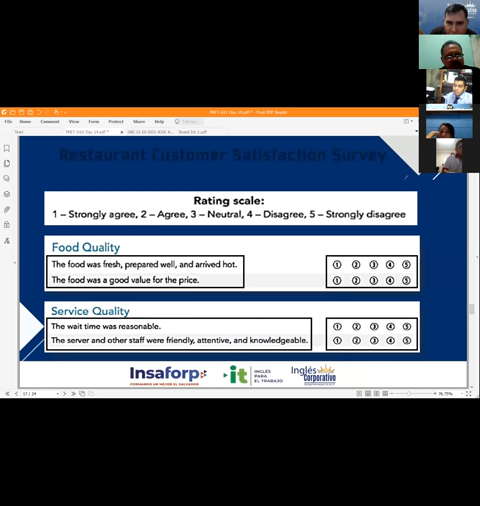 File Home Comment View Form Protect Share Help
Start
Restaurant Customer Satisfaction Survey
Rating scale:
1 – Strongly agree, 2 – Agree, 3 – Neutral, 4 – Disagree, 5 – Strongly disagree
Food Quality
The food was fresh, prepared well, and arrived hot. 1 2 3 4 5
The food was a good value for the price. 1 2 3 4 5
Service Quality
The wait time was reasonable. 1 2 3 4 5
The server and other staff were friendly, attentive, and knowledgeable. 1 2 3 4 5
Insaforp
FORMANDO UN MEJOR EL SALVADOR
it INGLÉS PARA EL TRABAJO
Inglés Corporativo
17 / 24
76.75%